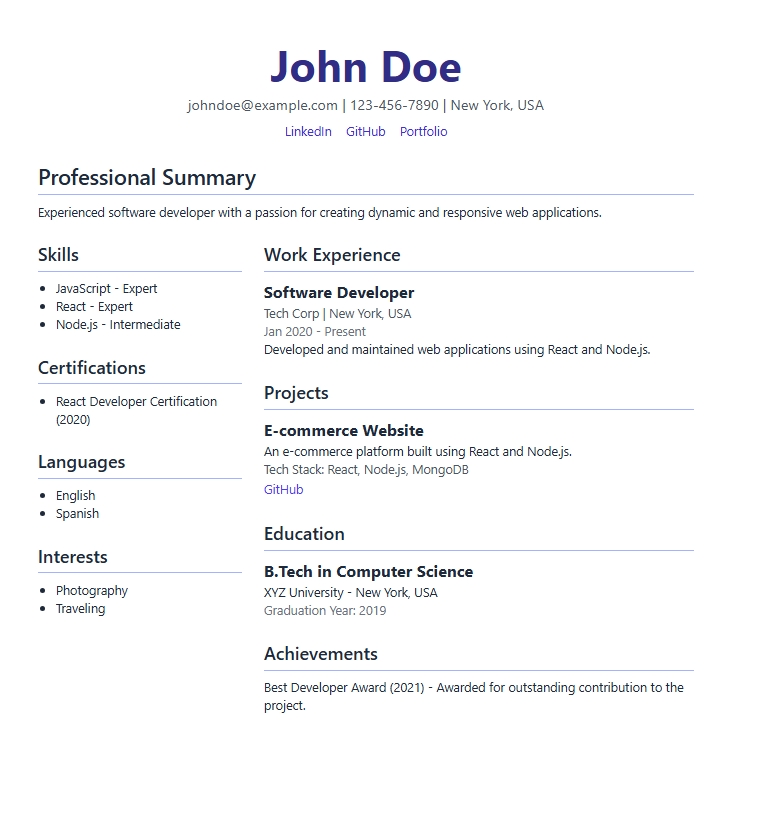 John Doe
johndoe@example.com | 123-456-7890 | New York, USA
LinkedIn GitHub Portfolio
Professional Summary
Experienced software developer with a passion for creating dynamic and responsive web applications.
Skills
JavaScript - Expert
React - Expert
Node.js - Intermediate
Certifications
React Developer Certification
(2020)
Languages
English
Spanish
Interests
Photography
Traveling
Work Experience
Software Developer
Tech Corp | New York, USA
Jan 2020 - Present
Developed and maintained web applications using React and Node.js.
Projects
E-commerce Website
An e-commerce platform built using React and Node.js.
Tech Stack: React, Node.js, MongoDB
GitHub
Education
B.Tech in Computer Science
XYZ University - New York, USA
Graduation Year: 2019
Achievements
Best Developer Award (2021) - Awarded for outstanding contribution to the
project.